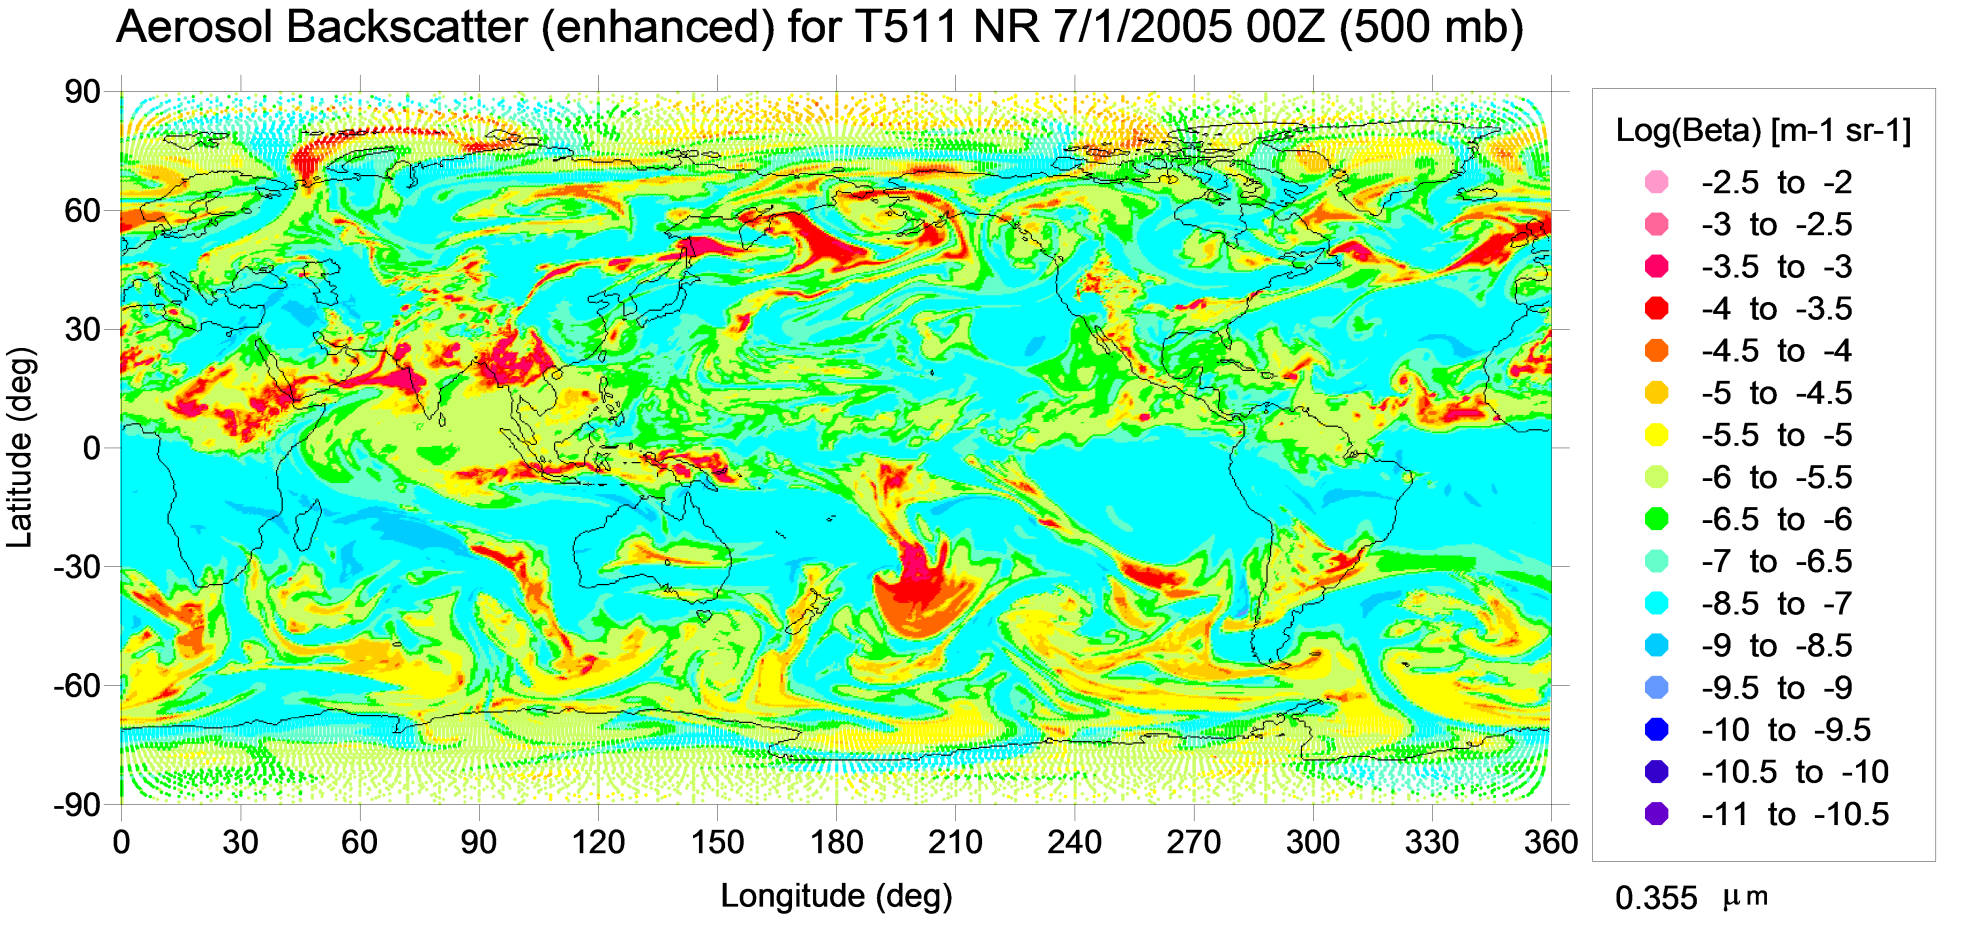 Aerosol Backscatter (enhanced) for T511 NR 7/1/2005 00Z (500 mb)
90
60
30
0
-30
-60
-90
Latitude (deg)
0 30 60 90 120 150 180 210 240 270 300 330 360
Longitude (deg)
Log(Beta) [m-1 sr-1]
-2.5 to -2
-3 to -2.5
-3.5 to -3
-4 to -3.5
-4.5 to -4
-5 to -4.5
-5.5 to -5
-6 to -5.5
-6.5 to -6
-7 to -6.5
-8.5 to -7
-9 to -8.5
-9.5 to -9
-10 to -9.5
-10.5 to -10
-11 to -10.5
0.355 μm